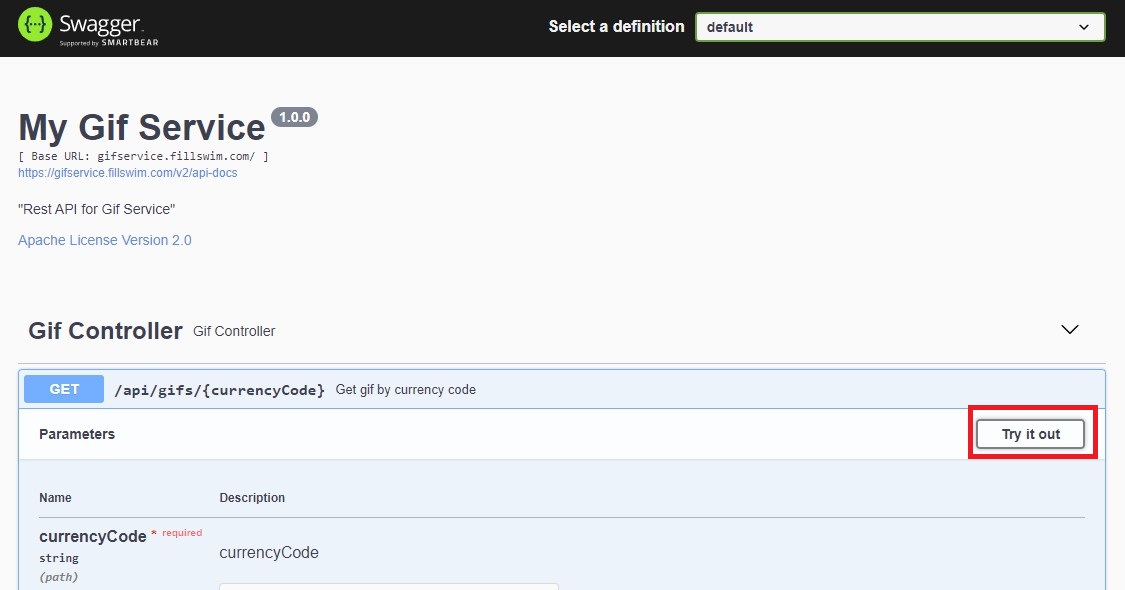 Swagger.
Supported by SMARTBEAR
Select a definition
default
My Gif Service 1.0.0
[ Base URL: gifservice.fillswim.com/ ]
https://gifservice.fillswim.com/v2/api-docs
"Rest API for Gif Service"
Apache License Version 2.0
Gif Controller Gif Controller
GET /api/gifs/{currencyCode} Get gif by currency code
Parameters
Try it out
Name Description
currencyCode * required
string
(path)
currencyCode